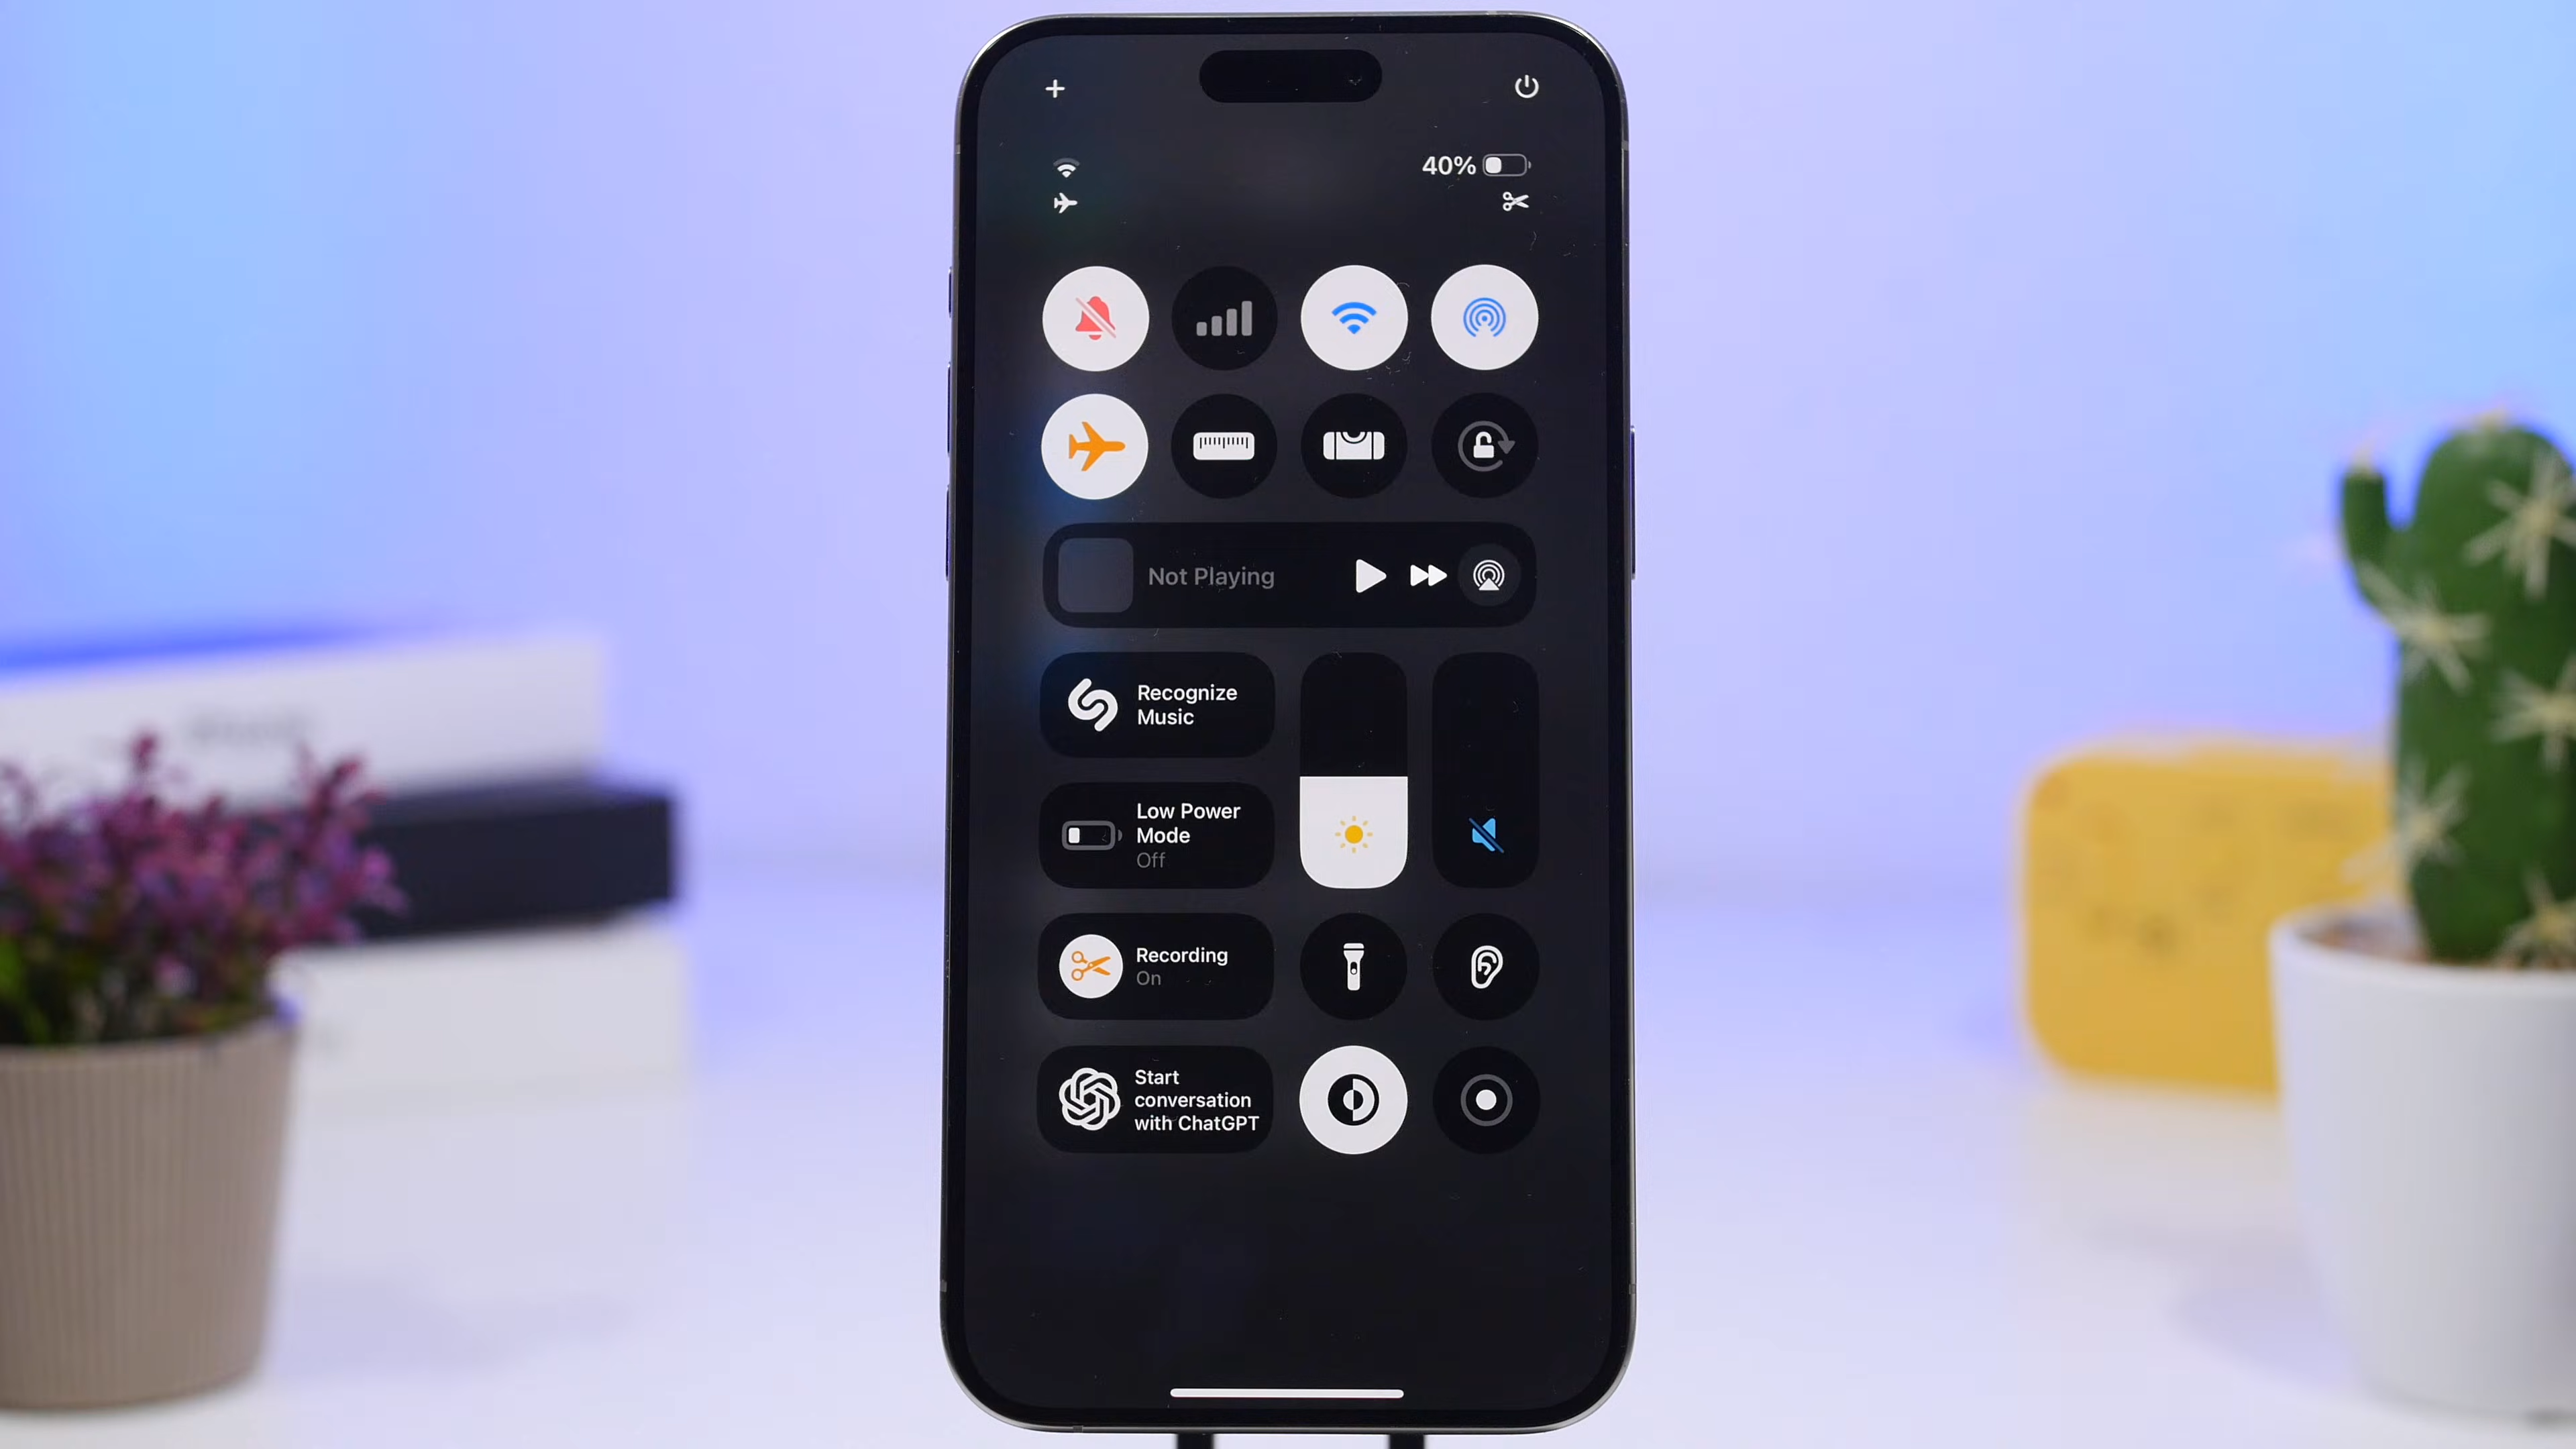 40%
Not Playing
Recognize
Music
Low Power
Mode
Off
Recording
On
Start
conversation
with ChatGPT